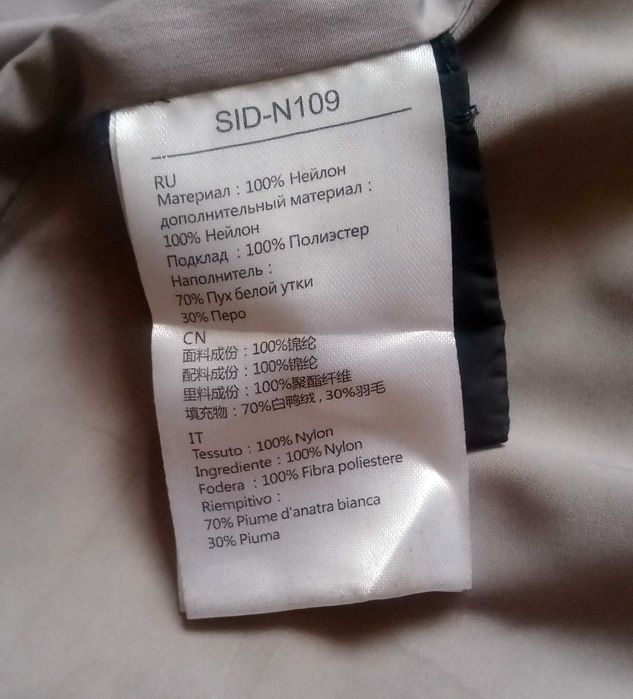 SID-N109
RU
Материал : 100% Нейлон
дополнительный материал :
100% Нейлон
Подклад : 100% Полиэстер
Наполнитель :
70% Пух белой утки
30% Перо
CN
面料成份 : 100%锦纶
配料成份 : 100%锦纶
里料成份 : 100%聚酯纤维
填充物 : 70%白鸭绒 , 30%羽毛
IT
Tessuto : 100% Nylon
Ingrediente : 100% Nylon
Fodera : 100% Fibra poliestere
Riempitivo :
70% Piume d'anatra bianca
30% Piuma